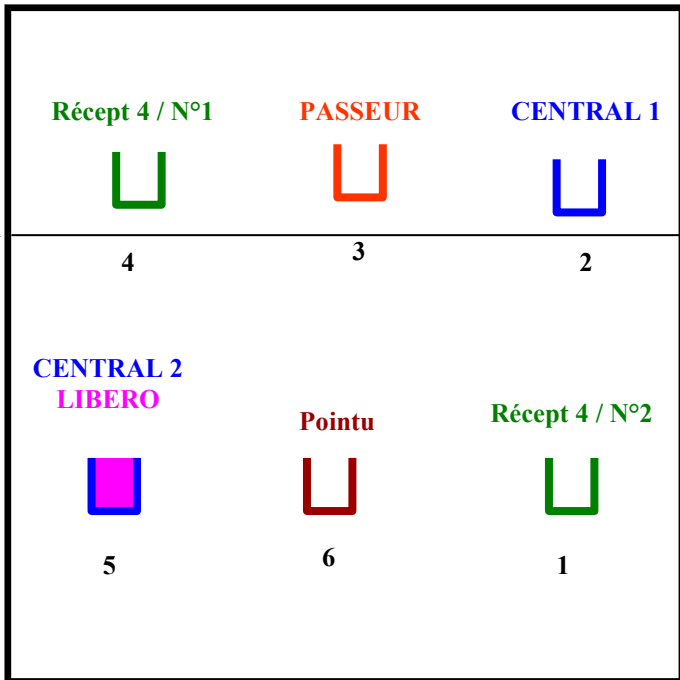 Récept 4 / N°1
PASSEUR
CENTRAL 1
4
3
2
CENTRAL 2
LIBERO
Pointu
Récept 4 / N°2
5
6
1